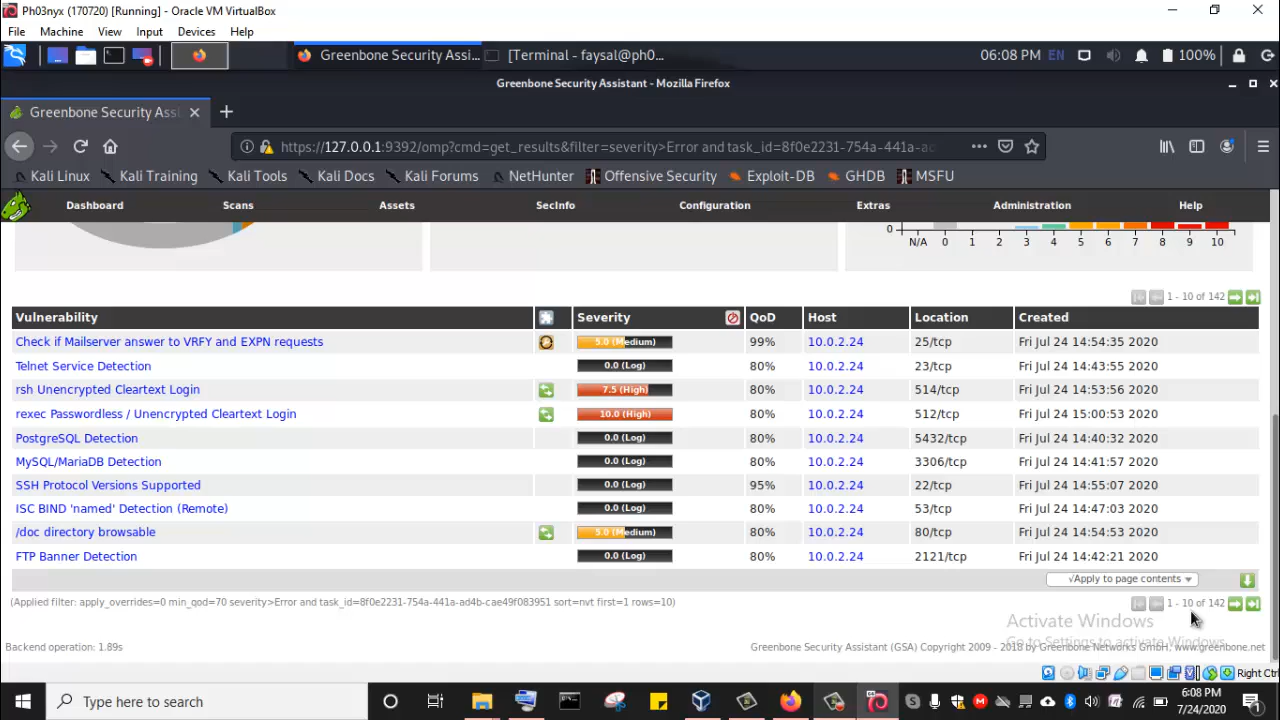 Ph03nyx (170720) [Running] - Oracle VM VirtualBox
File Machine View Input Devices Help
Greenbone Security Assi... [Terminal - faysal@ph0... 06:08 PM EN 100%
Greenbone Security Assistant - Mozilla Firefox
Greenbone Security Assi
https://127.0.0.1:9392/omp?cmd=get_results&filter=severity>Error and task_id=8f0e2231-754a-441a-ad
Kali Linux Kali Training Kali Tools Kali Docs Kali Forums NetHunter Offensive Security Exploit-DB GHDB MSFU
Dashboard Scans Assets SecInfo Configuration Extras Administration Help
0
N/A 0 1 2 3 4 5 6 7 8 9 10
1 - 10 of 142
Vulnerability Severity QoD Host Location Created
Check if Mailserver answer to VRFY and EXPN requests 5.0 (Medium) 99% 10.0.2.24 25/tcp Fri Jul 24 14:54:35 2020
Telnet Service Detection 0.0 (Log) 80% 10.0.2.24 23/tcp Fri Jul 24 14:43:55 2020
rsh Unencrypted Cleartext Login 7.5 (High) 80% 10.0.2.24 514/tcp Fri Jul 24 14:53:56 2020
rexec Passwordless / Unencrypted Cleartext Login 10.0 (High) 80% 10.0.2.24 512/tcp Fri Jul 24 15:00:53 2020
PostgreSQL Detection 0.0 (Log) 80% 10.0.2.24 5432/tcp Fri Jul 24 14:40:32 2020
MySQL/MariaDB Detection 0.0 (Log) 80% 10.0.2.24 3306/tcp Fri Jul 24 14:41:57 2020
SSH Protocol Versions Supported 0.0 (Log) 95% 10.0.2.24 22/tcp Fri Jul 24 14:55:07 2020
ISC BIND 'named' Detection (Remote) 0.0 (Log) 80% 10.0.2.24 53/tcp Fri Jul 24 14:47:03 2020
/doc directory browsable 5.0 (Medium) 80% 10.0.2.24 80/tcp Fri Jul 24 14:54:53 2020
FTP Banner Detection 0.0 (Log) 80% 10.0.2.24 2121/tcp Fri Jul 24 14:42:21 2020
√Apply to page contents
(Applied filter: apply_overrides=0 min_qod=70 severity>Error and task_id=8f0e2231-754a-441a-ad4b-cae49f083951 sort=nvt first=1 rows=10) 1 - 10 of 142
Activate Windows
Go to Settings to activate Windows.
Backend operation: 1.89s Greenbone Security Assistant (GSA) Copyright 2009 - 2018 by Greenbone Networks GmbH, www.greenbone.net
Right Ctrl
Type here to search 6:08 PM
7/24/2020
1